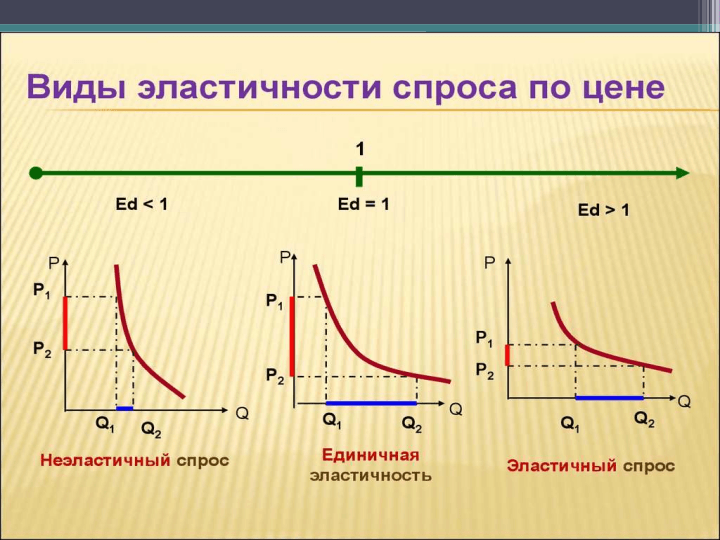 Виды эластичности спроса по цене
1
Ed < 1
Ed = 1
Ed > 1
P
P1
P2
Q1
Q2
Q
Неэластичный спрос
P
P1
P2
Q1
Q2
Q
Единичная
эластичность
P
P1
P2
Q1
Q2
Q
Эластичный спрос